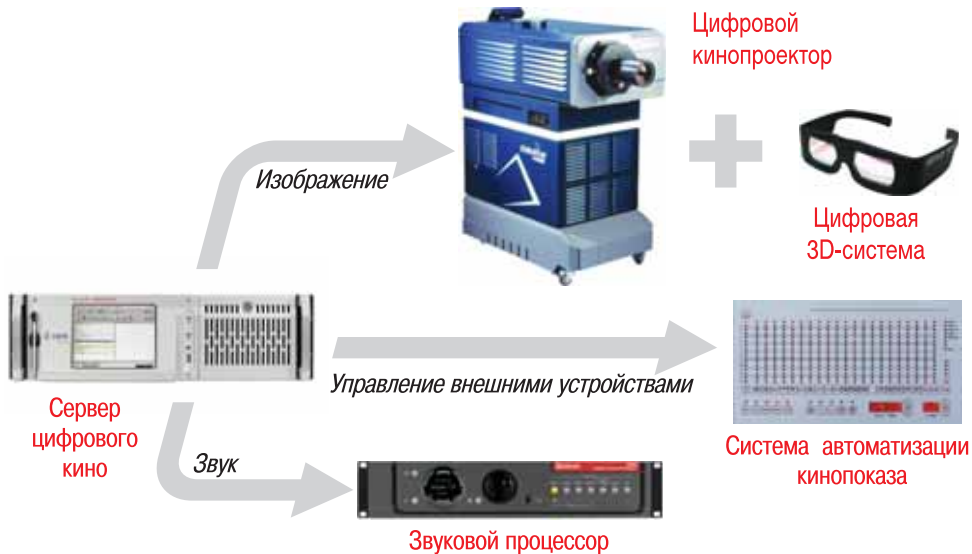 Цифровой
кинопроектор
Изображение
Цифровая
3D-система
Управление внешними устройствами
Сервер
цифрового
кино
Звук
Система автоматизации
кинопоказа
Звуковой процессор